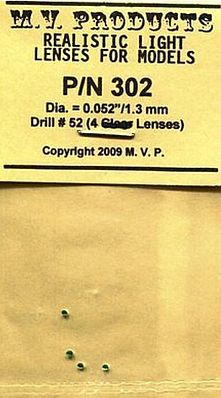 M.V. PRODUCTS
REALISTIC LIGHT
LENSES FOR MODELS
P/N 302
Dia. = 0.052"/1.3 mm
Drill # 52 (4 Clear Lenses)
Copyright 2009 M. V. P.